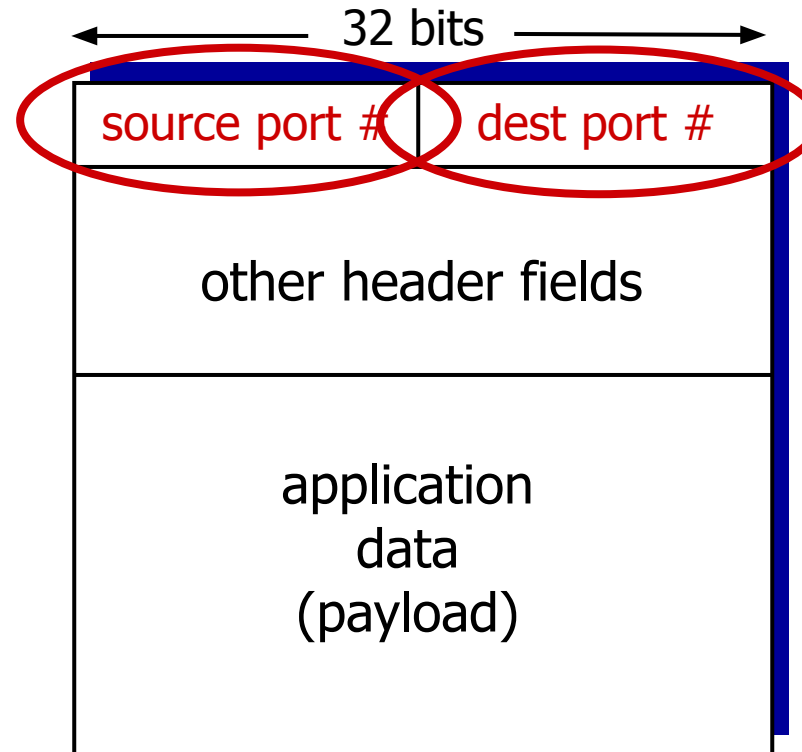 32 bits
source port # dest port #
other header fields
application
data
(payload)